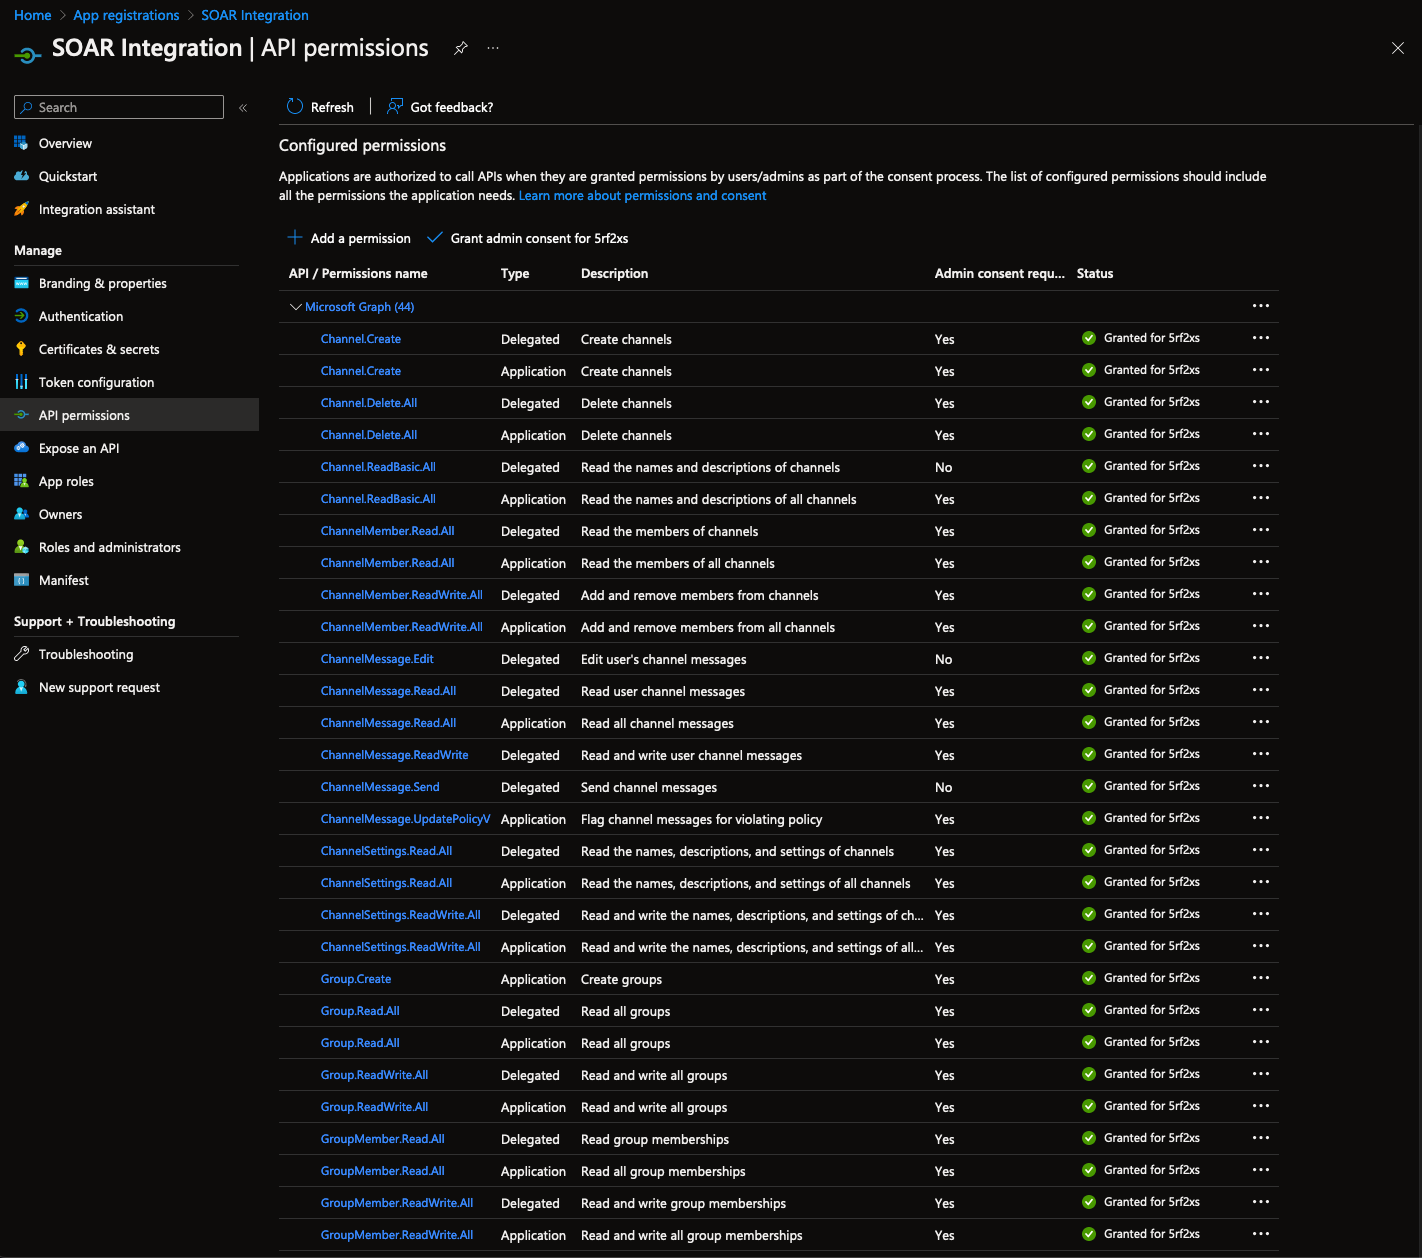 Home > App registrations > SOAR Integration
SOAR Integration | API permissions
Search
Overview
Quickstart
Integration assistant
Manage
Branding & properties
Authentication
Certificates & secrets
Token configuration
API permissions
Expose an API
App roles
Owners
Roles and administrators
Manifest
Support + Troubleshooting
Troubleshooting
New support request
Refresh | Got feedback?
Configured permissions
Applications are authorized to call APIs when they are granted permissions by users/admins as part of the consent process. The list of configured permissions should include
all the permissions the application needs. Learn more about permissions and consent
Add a permission Grant admin consent for 5rf2xs
API / Permissions name Type Description Admin consent requ... Status
Microsoft Graph (44)
Channel.Create Delegated Create channels Yes Granted for 5rf2xs
Channel.Create Application Create channels Yes Granted for 5rf2xs
Channel.Delete.All Delegated Delete channels Yes Granted for 5rf2xs
Channel.Delete.All Application Delete channels Yes Granted for 5rf2xs
Channel.ReadBasic.All Delegated Read the names and descriptions of channels No Granted for 5rf2xs
Channel.ReadBasic.All Application Read the names and descriptions of all channels Yes Granted for 5rf2xs
ChannelMember.Read.All Delegated Read the members of channels Yes Granted for 5rf2xs
ChannelMember.Read.All Application Read the members of all channels Yes Granted for 5rf2xs
ChannelMember.ReadWrite.All Delegated Add and remove members from channels Yes Granted for 5rf2xs
ChannelMember.ReadWrite.All Application Add and remove members from all channels Yes Granted for 5rf2xs
ChannelMessage.Edit Delegated Edit user's channel messages No Granted for 5rf2xs
ChannelMessage.Read.All Delegated Read user channel messages Yes Granted for 5rf2xs
ChannelMessage.Read.All Application Read all channel messages Yes Granted for 5rf2xs
ChannelMessage.ReadWrite Delegated Read and write user channel messages Yes Granted for 5rf2xs
ChannelMessage.Send Delegated Send channel messages No Granted for 5rf2xs
ChannelMessage.UpdatePolicyV Application Flag channel messages for violating policy Yes Granted for 5rf2xs
ChannelSettings.Read.All Delegated Read the names, descriptions, and settings of channels Yes Granted for 5rf2xs
ChannelSettings.Read.All Application Read the names, descriptions, and settings of all channels Yes Granted for 5rf2xs
ChannelSettings.ReadWrite.All Delegated Read and write the names, descriptions, and settings of ch... Yes Granted for 5rf2xs
ChannelSettings.ReadWrite.All Application Read and write the names, descriptions, and settings of all... Yes Granted for 5rf2xs
Group.Create Application Create groups Yes Granted for 5rf2xs
Group.Read.All Delegated Read all groups Yes Granted for 5rf2xs
Group.Read.All Application Read all groups Yes Granted for 5rf2xs
Group.ReadWrite.All Delegated Read and write all groups Yes Granted for 5rf2xs
Group.ReadWrite.All Application Read and write all groups Yes Granted for 5rf2xs
GroupMember.Read.All Delegated Read group memberships Yes Granted for 5rf2xs
GroupMember.Read.All Application Read all group memberships Yes Granted for 5rf2xs
GroupMember.ReadWrite.All Delegated Read and write group memberships Yes Granted for 5rf2xs
GroupMember.ReadWrite.All Application Read and write all group memberships Yes Granted for 5rf2xs